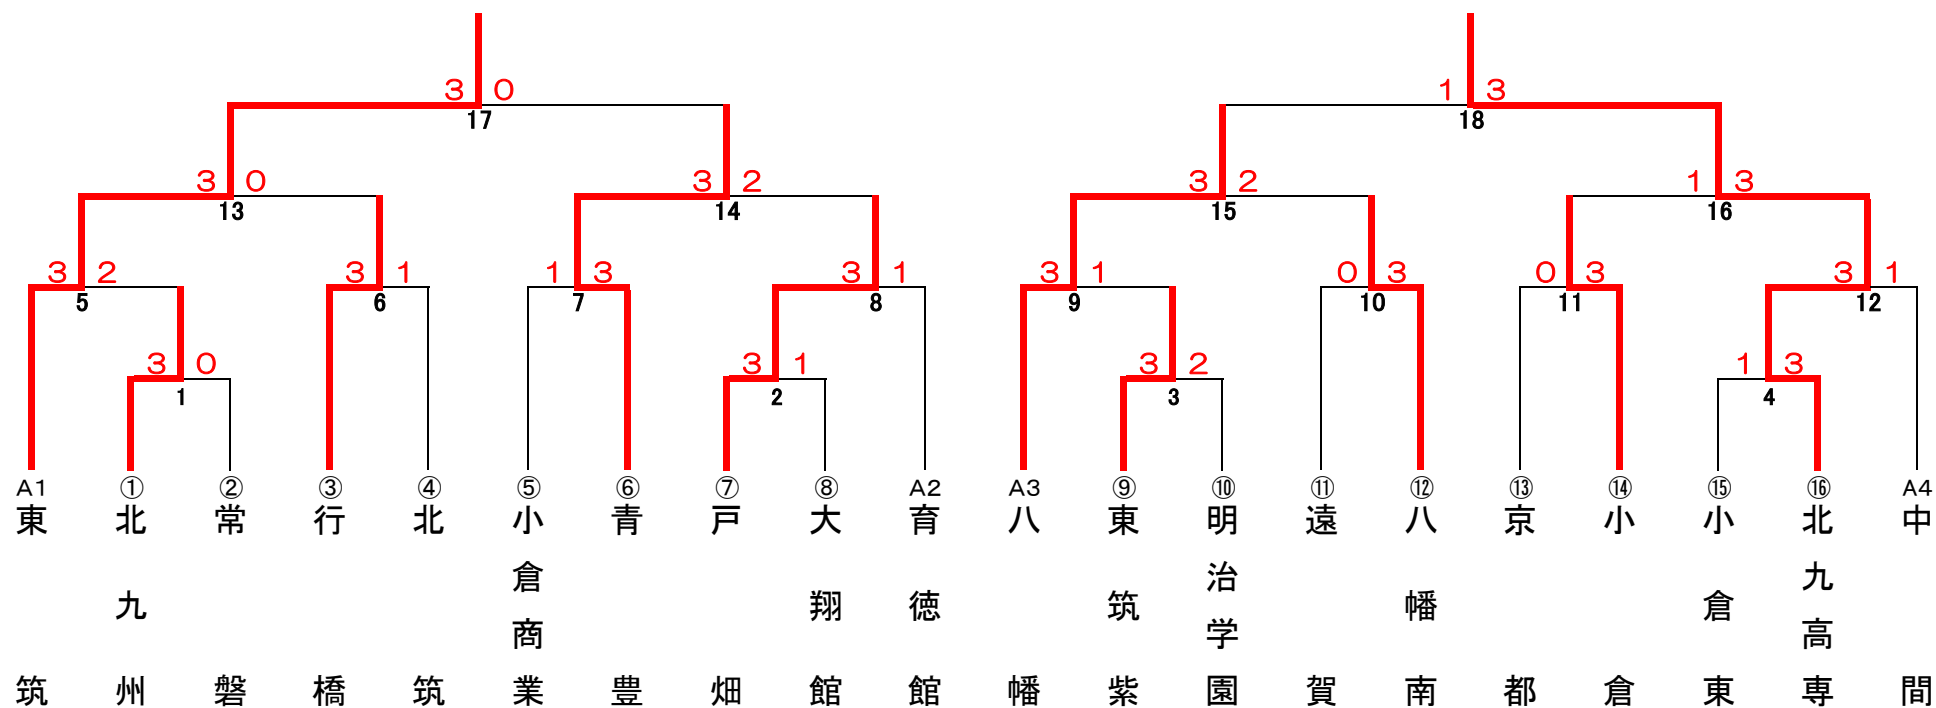 3 0 1 3
17 18
3 0 3 2 3 2 1 3
13 14 15 16
3 2 3 1 1 3 3 1 3 1 0 3 0 3 3 1
5 6 7 8 9 10 11 12
3 0 3 1 3 2 1 3
1 2 3 4
A1 ① ② ③ ④ ⑤ ⑥ ⑦ ⑧ A2 A3 ⑨ ⑩ ⑪ ⑫ ⑬ ⑭ ⑮ ⑯ A4
東筑
北九州
常磐
行橋
北筑
小倉商業
青豊
戸畑
大翔館
育徳館
八幡
東筑紫
明治学園
遠賀
八幡南
京都
小倉
小倉東
北九高専
中間